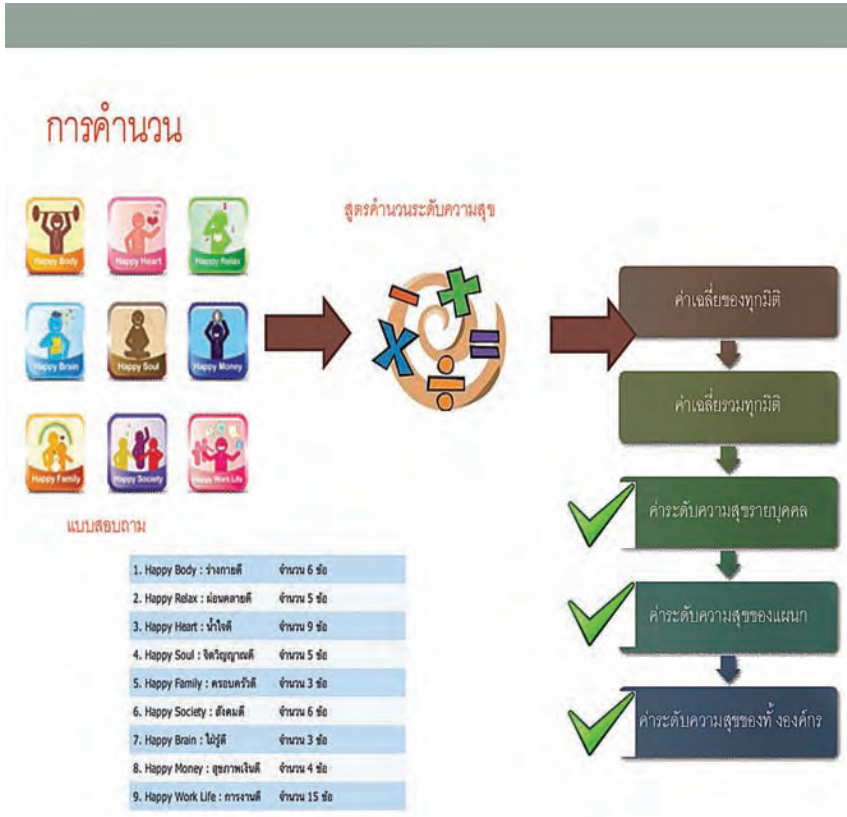 การคำนวน
Happy Body
Happy Heart
Happy Relax
Happy Brain
Happy Soul
Happy Money
Happy Family
Happy Society
Happy Work Life
แบบสอบถาม
สูตรคำนวนระดับความสุข
ค่าเฉลี่ยของทุกมิติ
ค่าเฉลี่ยรวมทุกมิติ
ค่าระดับความสุขรายบุคคล
ค่าระดับความสุขของแผนก
ค่าระดับความสุขของทั้ งองค์กร
1. Happy Body : ร่างกายดี จำนวน 6 ข้อ
2. Happy Relax : ผ่อนคลายดี จำนวน 5 ข้อ
3. Happy Heart : น้ำใจดี จำนวน 9 ข้อ
4. Happy Soul : จิตวิญญาณดี จำนวน 5 ข้อ
5. Happy Family : ครอบครัวดี จำนวน 3 ข้อ
6. Happy Society : สังคมดี จำนวน 6 ข้อ
7. Happy Brain : ใฝ่รู้ดี จำนวน 3 ข้อ
8. Happy Money : สุขภาพเงินดี จำนวน 4 ข้อ
9. Happy Work Life : การงานดี จำนวน 15 ข้อ